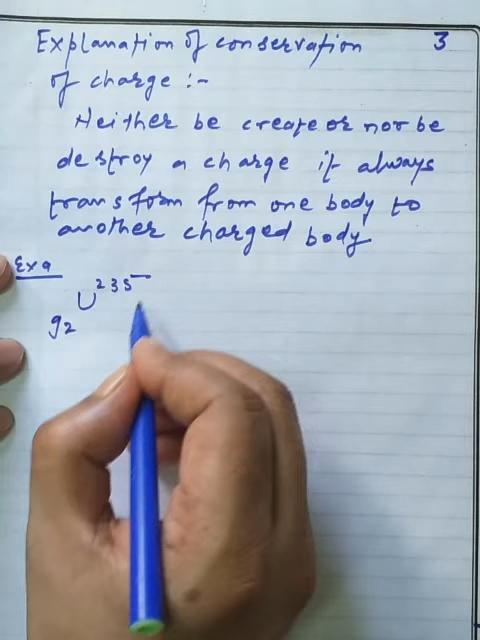 Explanation of conservation 3
of charge :-
Neither be create or nor be
destroy a charge it always
transform from one body to
another charged body
Exa
92 U 235